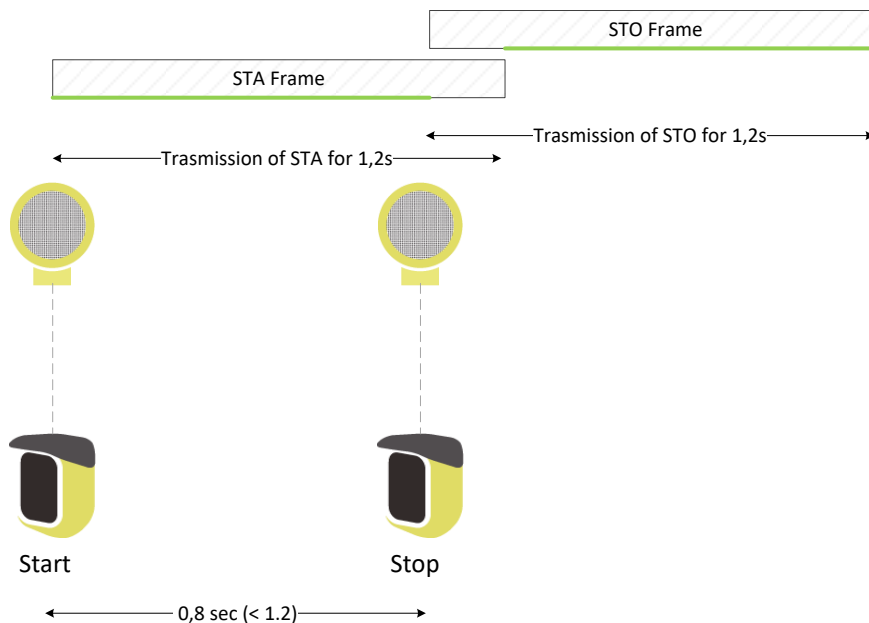 STO Frame
STA Frame
Trasmission of STO for 1,2s
Trasmission of STA for 1,2s
Start
Stop
0,8 sec (< 1.2)